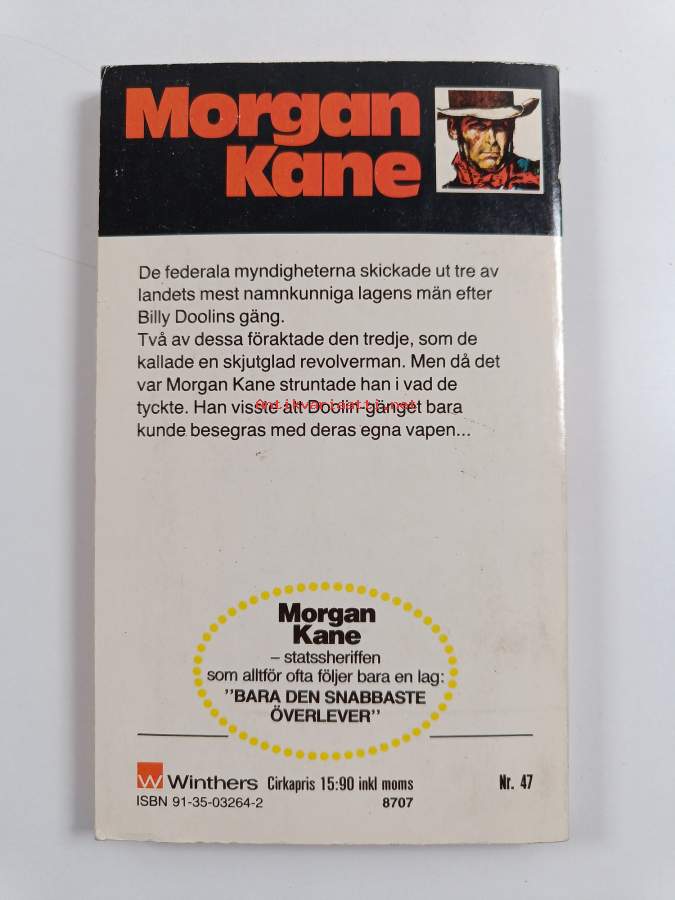 Morgan
Kane
De federala myndigheterna skickade ut tre av
landets mest namnkunniga lagens män efter
Billy Doolins gäng.
Två av dessa föraktade den tredje, som de
kallade en skjutglad revolverman. Men då det
var Morgan Kane struntade han i vad de
tyckte. Han visste att Doolin-gänget bara
Antikvariaatti.net
kunde besegras med deras egna vapen...
Morgan
Kane
– statssheriffen
som alltför ofta följer bara en lag:
"BARA DEN SNABBASTE
ÖVERLEVER"
W Winthers Cirkapris 15:90 inkl moms Nr. 47
ISBN 91-35-03264-2 8707